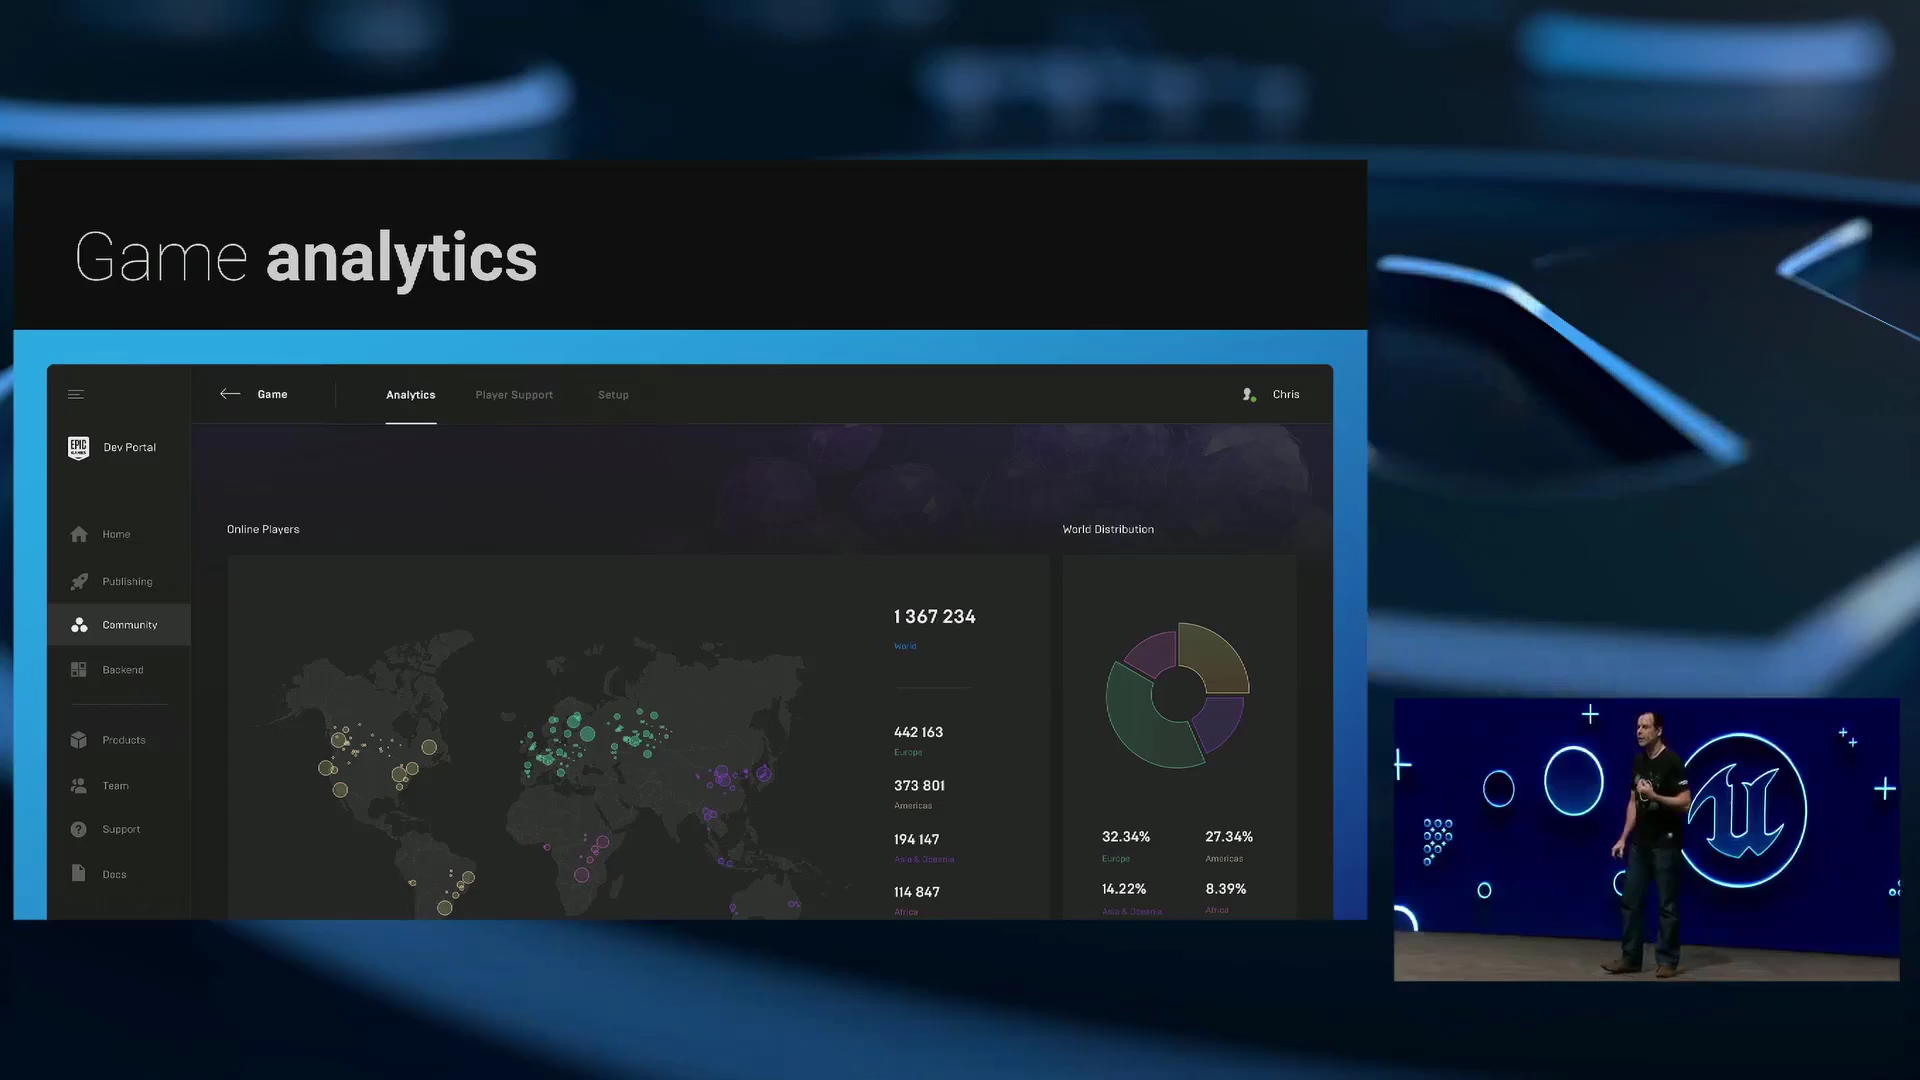 Game analytics
Game
Analytics
Player Support
Setup
Chris
EPIC
GAMES
Dev Portal
Home
Publishing
Community
Backend
Products
Team
Support
Docs
Online Players
1 367 234
World
442 163
Europe
373 801
Americas
194 147
Asia & Oceania
114 847
Africa
World Distribution
32.34%
Europe
27.34%
Americas
14.22%
Asia & Oceania
8.39%
Africa